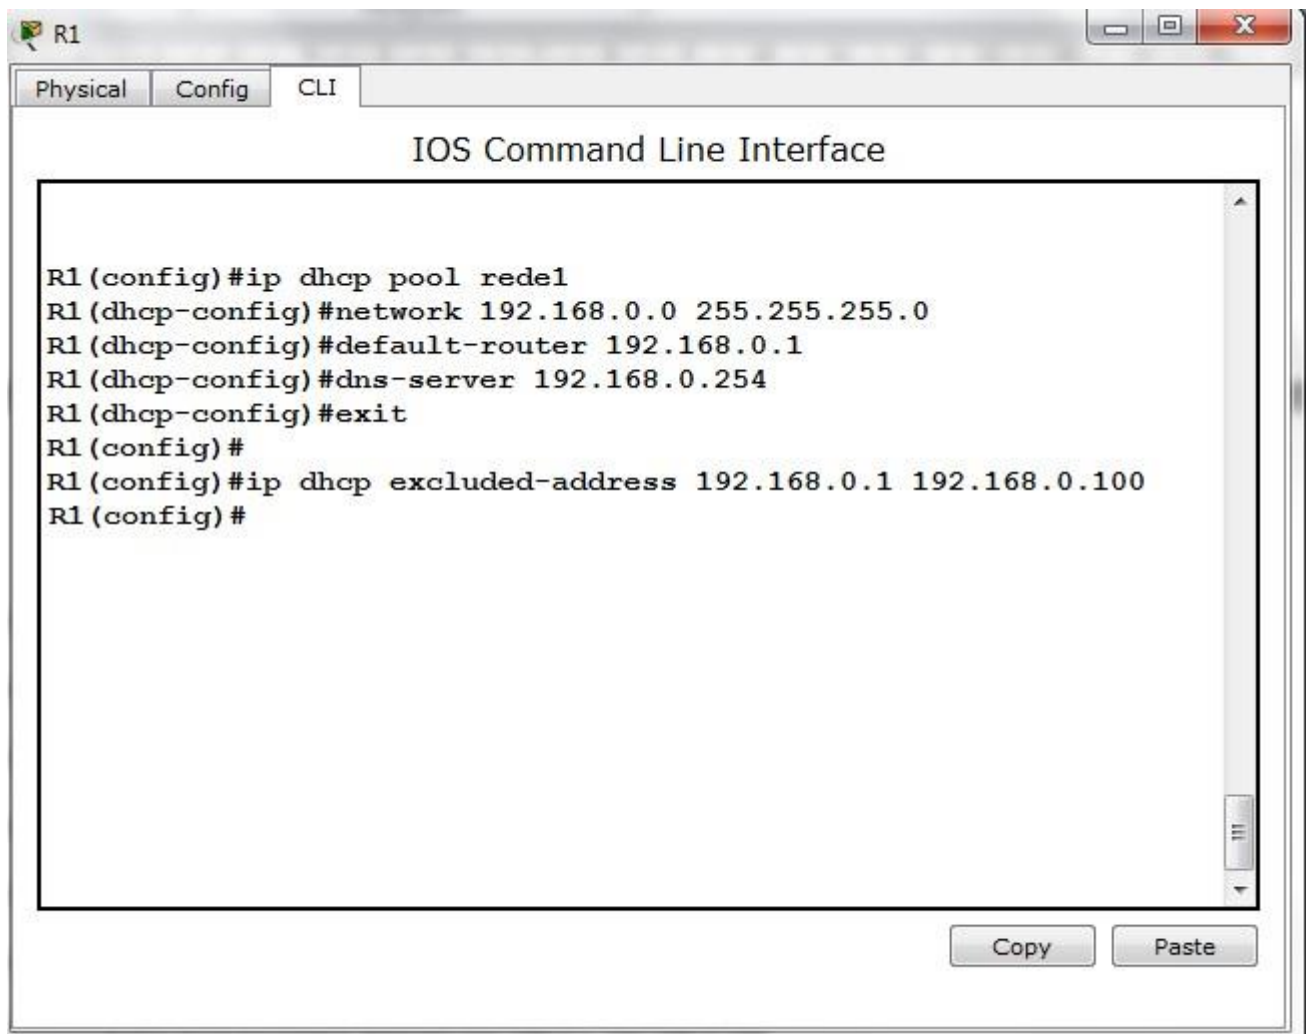 R1
Physical
Config
CLI
IOS Command Line Interface
R1(config)#ip dhcp pool rede1
R1(dhcp-config)#network 192.168.0.0 255.255.255.0
R1(dhcp-config)#default-router 192.168.0.1
R1(dhcp-config)#dns-server 192.168.0.254
R1(dhcp-config)#exit
R1(config)#
R1(config)#ip dhcp excluded-address 192.168.0.1 192.168.0.100
R1(config)#
Copy
Paste